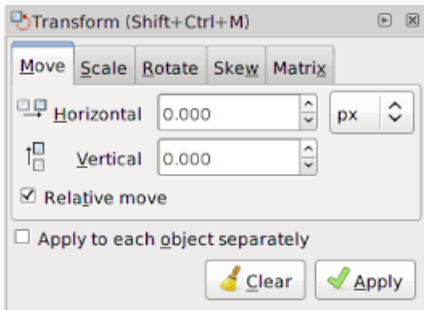 Transform (Shift+Ctrl+M)
Move Scale Rotate Skew Matrix
Horizontal 0.000 px
Vertical 0.000
Relative move
Apply to each object separately
Clear Apply